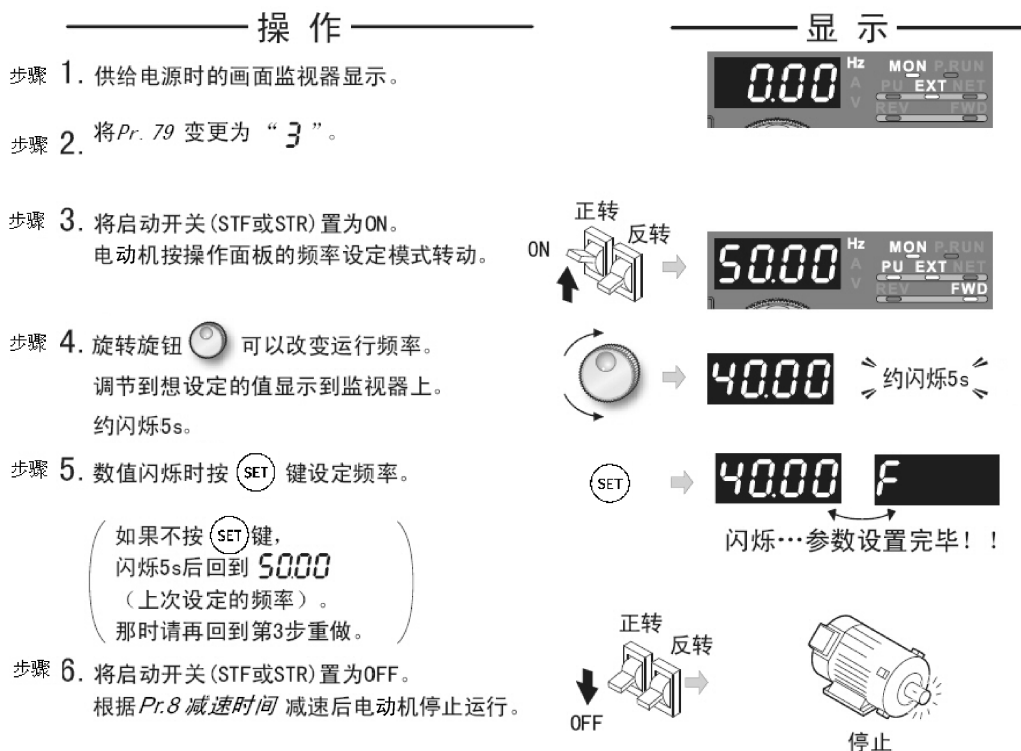 操 作
显 示
步骤 1. 供给电源时的画面监视器显示。
0.00 Hz A V MON P.RUN PU EXT NET REV FWD
步骤 2. 将Pr. 79 变更为 “3”。
步骤 3. 将启动开关(STF或STR)置为ON。
电动机按操作面板的频率设定模式转动。
正转
反转
ON
50.00 Hz A V MON P.RUN PU EXT NET REV FWD
步骤 4. 旋转旋钮 可以改变运行频率。
调节到想设定的值显示到监视器上。
约闪烁5s。
40.00
约闪烁5s
步骤 5. 数值闪烁时按 SET 键设定频率。
SET
40.00 F
闪烁…参数设置完毕！！
如果不按 SET 键，
闪烁5s后回到 50.00
（上次设定的频率）。
那时请再回到第3步重做。
步骤 6. 将启动开关(STF或STR)置为OFF。
根据Pr.8 减速时间 减速后电动机停止运行。
正转
反转
OFF
停止